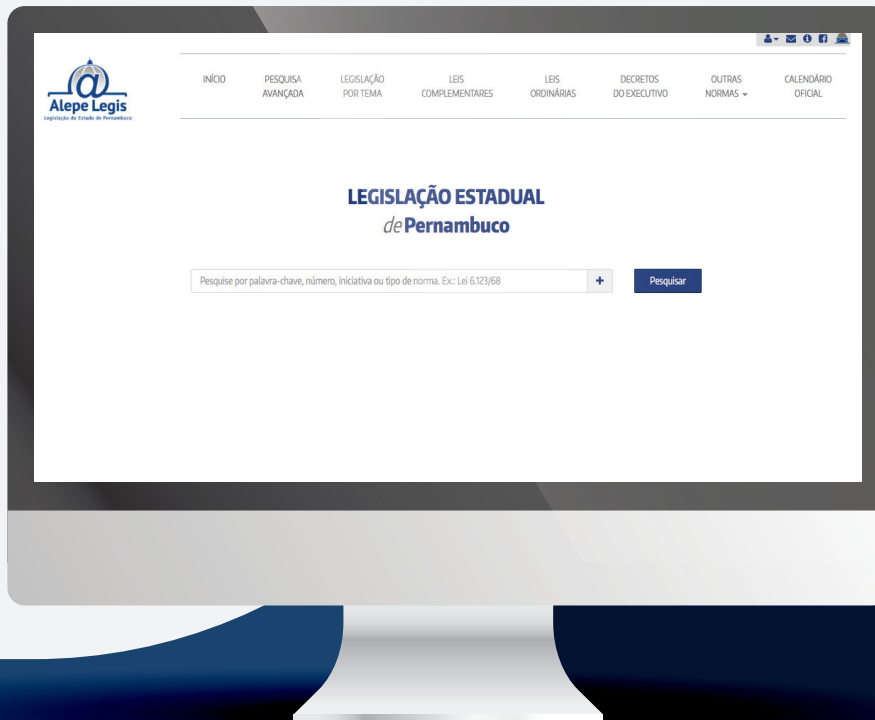 Alepe Legis
Legislação do Estado de Pernambuco
INÍCIO
PESQUISA
AVANÇADA
LEGISLAÇÃO
POR TEMA
LEIS
COMPLEMENTARES
LEIS
ORDINÁRIAS
DECRETOS
DO EXECUTIVO
OUTRAS
NORMAS
CALENDÁRIO
OFICIAL
LEGISLAÇÃO ESTADUAL
de Pernambuco
Pesquise por palavra-chave, número, iniciativa ou tipo de norma. Ex.: Lei 6.123/68
+
Pesquisar